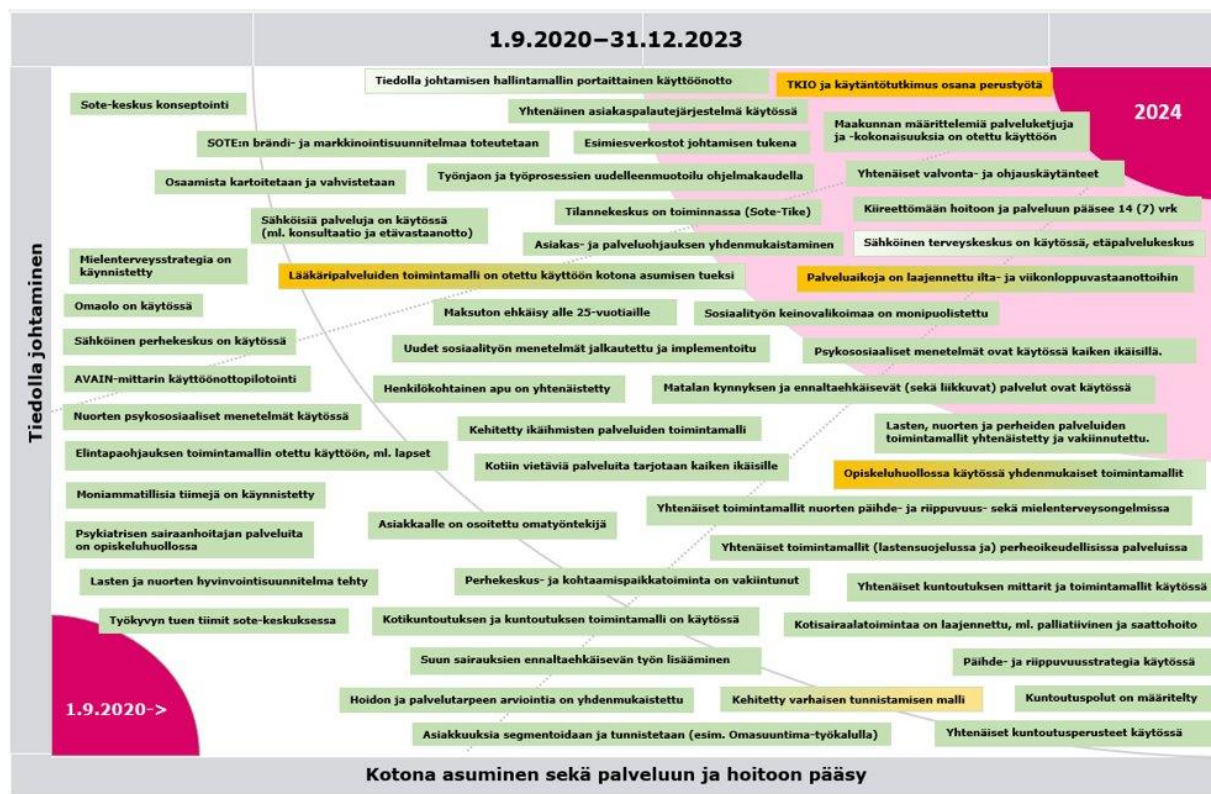 1.9.2020−31.12.2023
Tiedolla johtamisen hallintamallin portaittainen käyttöönotto
TKIO ja käytäntötutkimus osana perustyötä
2024
Sote-keskus konseptointi
Yhtenäinen asiakaspalautejärjestelmä käytössä
Maakunnan määrittelemiä palveluketjuja
ja -kokonaisuuksia on otettu käyttöön
SOTE:n brändi- ja markkinointisuunnitelmaa toteutetaan
Esimiesverkostot johtamisen tukena
Osaamista kartoitetaan ja vahvistetaan
Työnjaon ja työprosessien uudelleenmuotoilu ohjelmakaudella
Yhtenäiset valvonta- ja ohjauskäytänteet
Sähköisiä palveluja on käytössä
(ml. konsultaatio ja etävastaanotto)
Tilannekeskus on toiminnassa (Sote-Tike)
Kiireettömään hoitoon ja palveluun pääsee 14 (7) vrk
Asiakas- ja palveluohjauksen yhdenmukaistaminen
Sähköinen terveyskeskus on käytössä, etäpalvelukeskus
Mielenterveysstrategia on
käynnistetty
Lääkäripalveluiden toimintamalli on otettu käyttöön kotona asumisen tueksi
Palveluaikoja on laajennettu ilta- ja viikonloppuvastaanottoihin
Omaolo on käytössä
Maksuton ehkäisy alle 25-vuotiaille
Sosiaalityön keinovalikoimaa on monipuolistettu
Sähköinen perhekeskus on käytössä
Uudet sosiaalityön menetelmät jalkautettu ja implementoitu
Psykososiaaliset menetelmät ovat käytössä kaiken ikäisillä.
AVAIN-mittarin käyttöönottopilotointi
Henkilökohtainen apu on yhtenäistetty
Matalan kynnyksen ja ennaltaehkäisevät (sekä liikkuvat) palvelut ovat käytössä
Nuorten psykososiaaliset menetelmät käytössä
Kehitetty ikäihmisten palveluiden toimintamalli
Lasten, nuorten ja perheiden palveluiden
toimintamallit yhtenäistetty ja vakiinnutettu.
Elintapaohjauksen toimintamallin otettu käyttöön, ml. lapset
Kotiin vietäviä palveluita tarjotaan kaiken ikäisille
Opiskeluhuollossa käytössä yhdenmukaiset toimintamallit
Moniammatillisia tiimejä on käynnistetty
Asiakkaalle on osoitettu omatyöntekijä
Yhtenäiset toimintamallit nuorten päihde- ja riippuvuus- sekä mielenterveysongelmissa
Psykiatrisen sairaanhoitajan palveluita
on opiskeluhuollossa
Yhtenäiset toimintamallit (lastensuojelussa ja) perheoikeudellisissa palveluissa
Lasten ja nuorten hyvinvointisuunnitelma tehty
Perhekeskus- ja kohtaamispaikkatoiminta on vakiintunut
Yhtenäiset kuntoutuksen mittarit ja toimintamallit käytössä
Työkyvyn tuen tiimit sote-keskuksessa
Kotikuntoutuksen ja kuntoutuksen toimintamalli on käytössä
Kotisairaalatoimintaa on laajennettu, ml. palliatiivinen ja saattohoito
Suun sairauksien ennaltaehkäisevän työn lisääminen
Päihde- ja riippuvuusstrategia käytössä
1.9.2020->
Hoidon ja palvelutarpeen arviointia on yhdenmukaistettu
Kehitetty varhaisen tunnistamisen malli
Kuntoutuspolut on määritelty
Asiakkuuksia segmentoidaan ja tunnistetaan (esim. Omasuuntima-työkalulla)
Yhtenäiset kuntoutusperusteet käytössä
Tiedolla johtaminen
Kotona asuminen sekä palveluun ja hoitoon pääsy